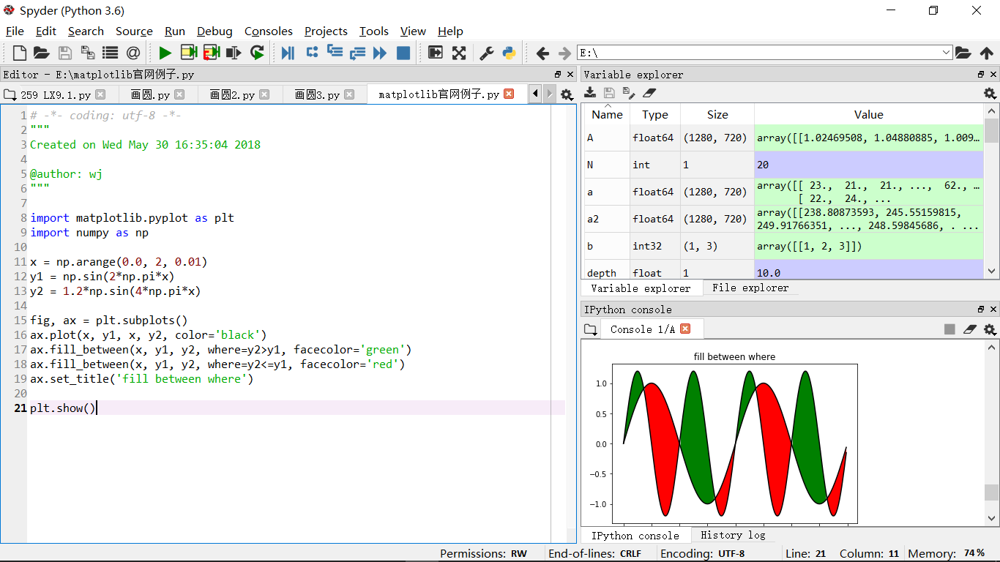 Spyder (Python 3.6)
File Edit Search Source Run Debug Consoles Projects Tools View Help
E:\
Editor - E:\matplotlib官网例子.py
259 LX9.1.py 画圆.py 画圆2.py 画圆3.py matplotlib官网例子.py
1 # -*- coding: utf-8 -*-
2 """
3 Created on Wed May 30 16:35:04 2018
4
5 @author: wj
6 """
7
8 import matplotlib.pyplot as plt
9 import numpy as np
10
11 x = np.arange(0.0, 2, 0.01)
12 y1 = np.sin(2*np.pi*x)
13 y2 = 1.2*np.sin(4*np.pi*x)
14
15 fig, ax = plt.subplots()
16 ax.plot(x, y1, x, y2, color='black')
17 ax.fill_between(x, y1, y2, where=y2>y1, facecolor='green')
18 ax.fill_between(x, y1, y2, where=y2<=y1, facecolor='red')
19 ax.set_title('fill between where')
20
21 plt.show()
Variable explorer
Name Type Size Value
A float64 (1280, 720) array([[1.02469508, 1.04880885, 1.009…
N int 1 20
a float64 (1280, 720) array([[ 23., 21., 21., ..., 62., …
[ 22., 24., ...
a2 float64 (1280, 720) array([[238.80873593, 245.55159815,
249.91766351, ..., 248.59845686, . ...
b int32 (1, 3) array([[1, 2, 3]])
depth float 1 10.0
Variable explorer File explorer
IPython console
Console 1/A
fill between where
1.0
0.5
0.0
−0.5
−1.0
IPython console History log
Permissions: RW End-of-lines: CRLF Encoding: UTF-8 Line: 21 Column: 11 Memory: 74 %